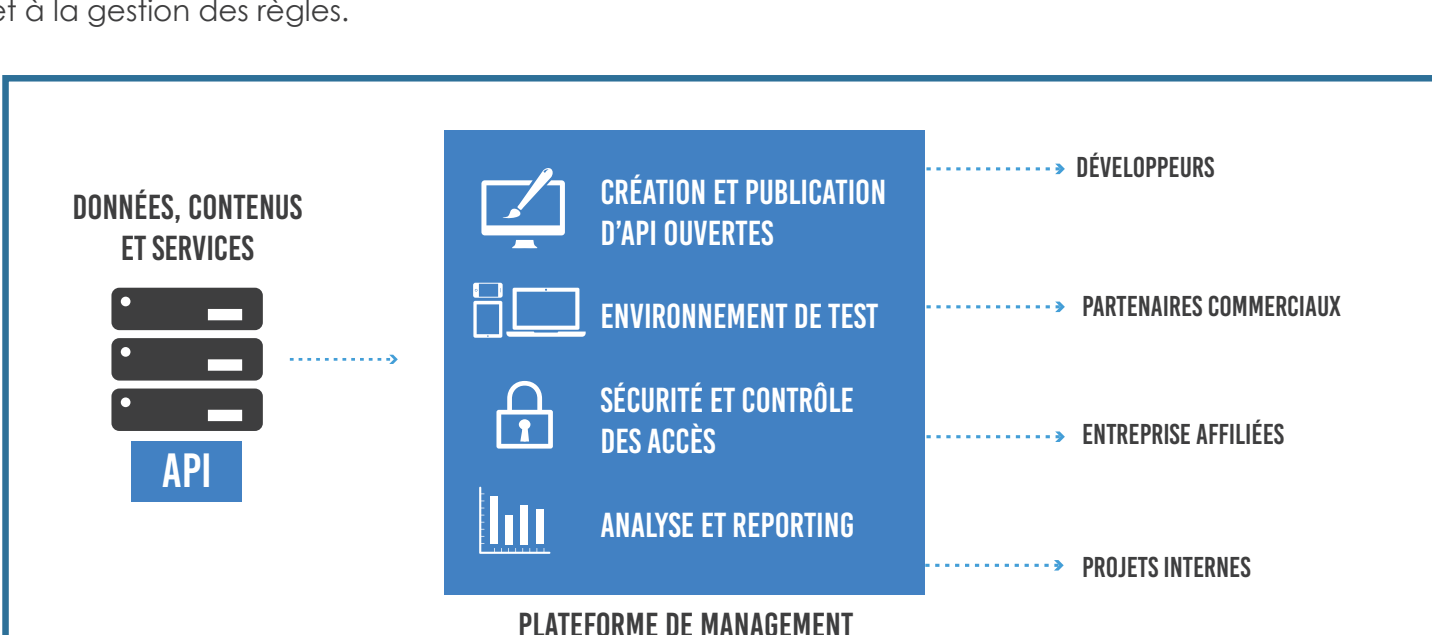 et à la gestion des règles.
DONNÉES, CONTENUS
ET SERVICES
API
CRÉATION ET PUBLICATION
D'API OUVERTES
ENVIRONNEMENT DE TEST
SÉCURITÉ ET CONTRÔLE
DES ACCÈS
ANALYSE ET REPORTING
PLATEFORME DE MANAGEMENT
DÉVELOPPEURS
PARTENAIRES COMMERCIAUX
ENTREPRISE AFFILIÉES
PROJETS INTERNES